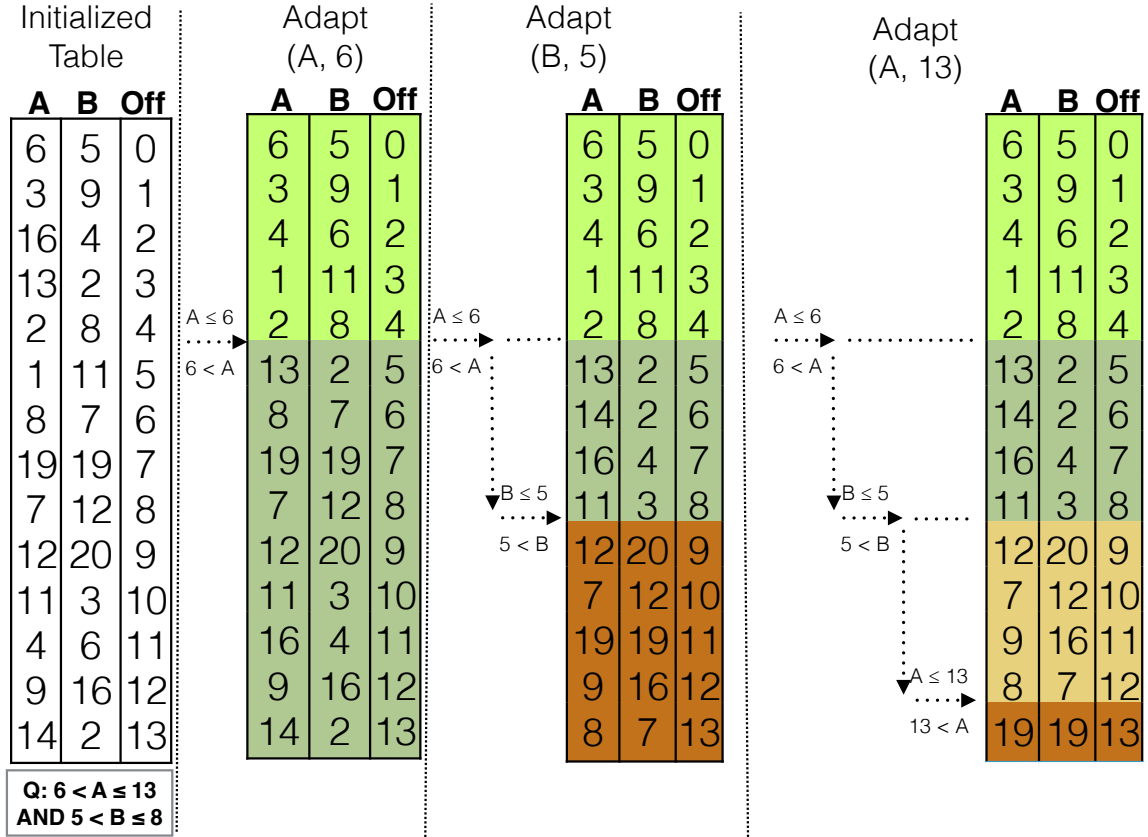 Initialized
Table
A B Off
6 5 0
3 9 1
16 4 2
13 2 3
2 8 4
1 11 5
8 7 6
19 19 7
7 12 8
12 20 9
11 3 10
4 6 11
9 16 12
14 2 13
Q: 6 < A ≤ 13
AND 5 < B ≤ 8
Adapt
(A, 6)
A ≤ 6
6 < A
A B Off
6 5 0
3 9 1
4 6 2
1 11 3
2 8 4
13 2 5
8 7 6
19 19 7
7 12 8
12 20 9
11 3 10
16 4 11
9 16 12
14 2 13
Adapt
(B, 5)
A ≤ 6
6 < A
B ≤ 5
5 < B
A B Off
6 5 0
3 9 1
4 6 2
1 11 3
2 8 4
13 2 5
14 2 6
16 4 7
11 3 8
12 20 9
7 12 10
19 19 11
9 16 12
8 7 13
Adapt
(A, 13)
A ≤ 6
6 < A
B ≤ 5
5 < B
A ≤ 13
13 < A
A B Off
6 5 0
3 9 1
4 6 2
1 11 3
2 8 4
13 2 5
14 2 6
16 4 7
11 3 8
12 20 9
7 12 10
9 16 11
8 7 12
19 19 13